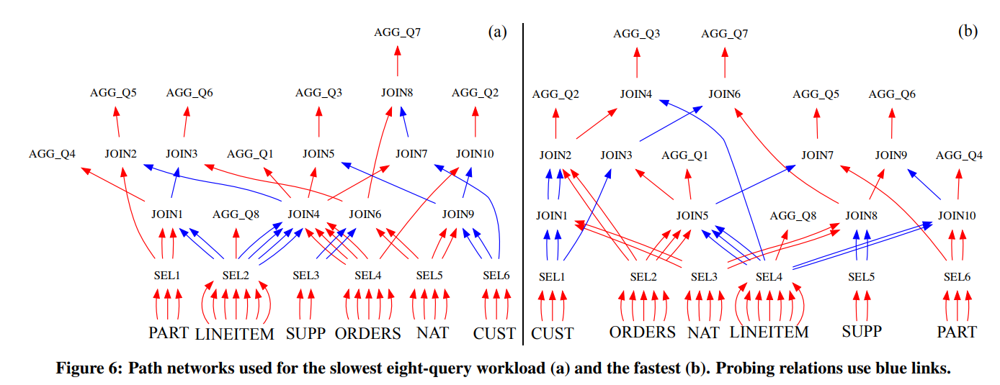 (a)
AGG_Q7
AGG_Q5 AGG_Q6 AGG_Q3 JOIN8 AGG_Q2
AGG_Q4 JOIN2 JOIN3 AGG_Q1 JOIN5 JOIN7 JOIN10
JOIN1 AGG_Q8 JOIN4 JOIN6 JOIN9
SEL1 SEL2 SEL3 SEL4 SEL5 SEL6
PART LINEITEM SUPP ORDERS NAT CUST
(b)
AGG_Q3 AGG_Q7
AGG_Q2 JOIN4 JOIN6 AGG_Q5 AGG_Q6
JOIN2 JOIN3 AGG_Q1 JOIN7 JOIN9 AGG_Q4
JOIN1 JOIN5 AGG_Q8 JOIN8 JOIN10
SEL1 SEL2 SEL3 SEL4 SEL5 SEL6
CUST ORDERS NAT LINEITEM SUPP PART
Figure 6: Path networks used for the slowest eight-query workload (a) and the fastest (b). Probing relations use blue links.